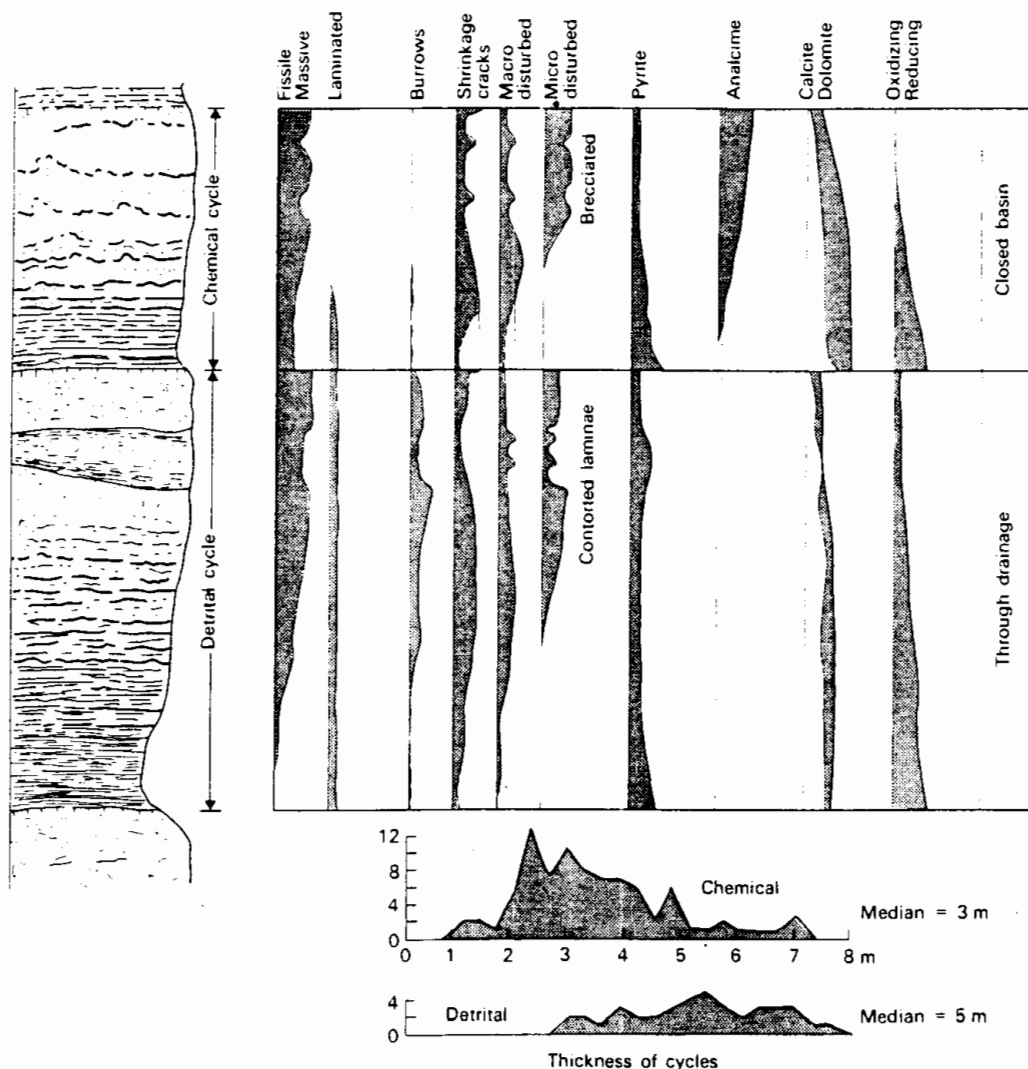 Fissile
Massive
Laminated
Burrows
Shrinkage
cracks
Macro
disturbed
Micro
disturbed
Pyrite
Analcime
Calcite
Dolomite
Oxidizing
Reducing
Chemical cycle
Brecciated
Closed basin
Detrital cycle
Contorted laminae
Through drainage
12
8
4
0
Chemical
Median = 3 m
0 1 2 3 4 5 6 7 8 m
4
0
Detrital
Median = 5 m
Thickness of cycles